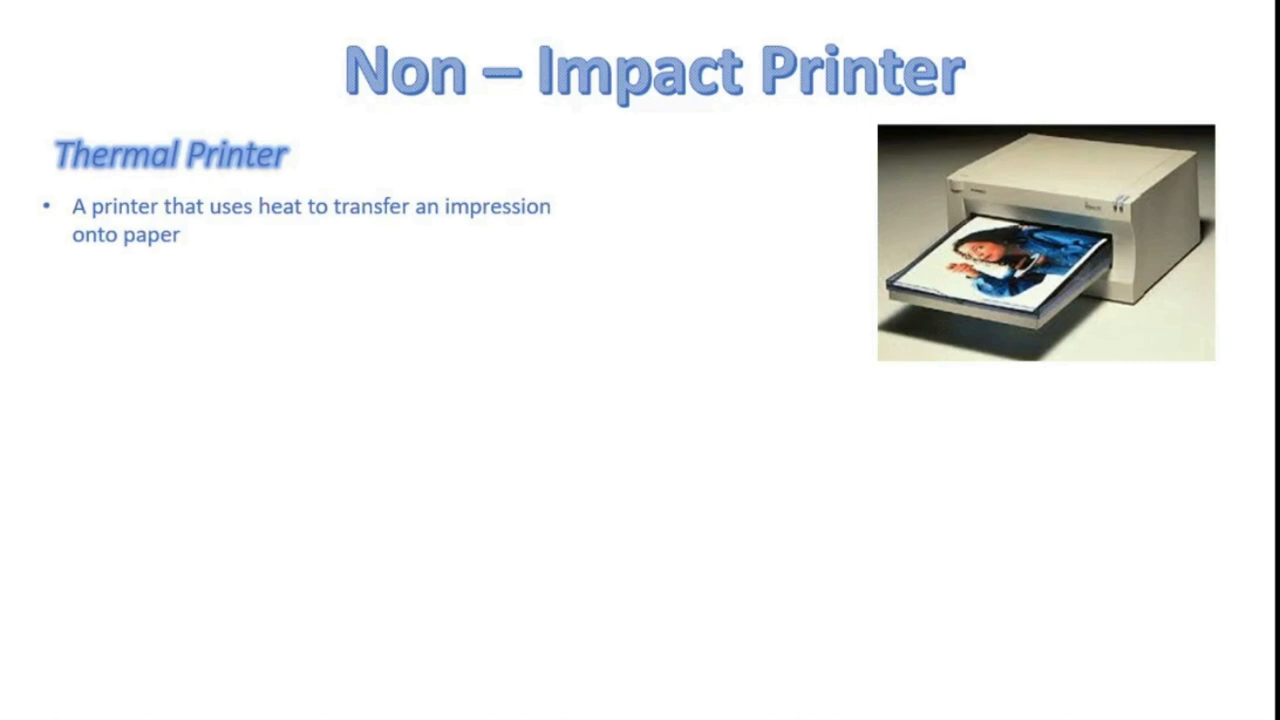 Non – Impact Printer
Thermal Printer
• A printer that uses heat to transfer an impression
onto paper